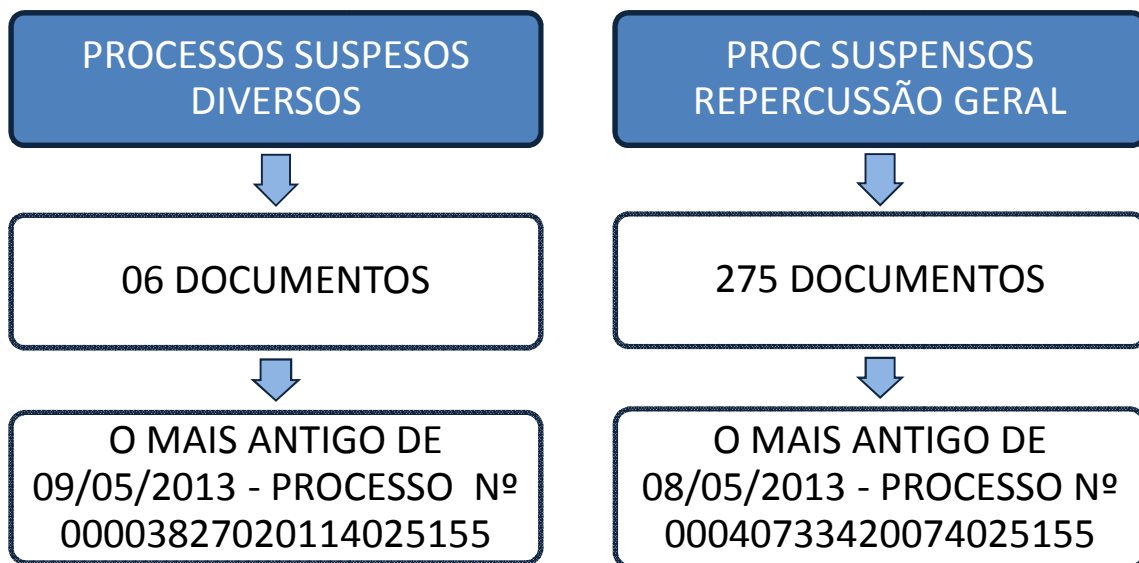 PROCESSOS SUSPESOS
DIVERSOS
06 DOCUMENTOS
O MAIS ANTIGO DE
09/05/2013 - PROCESSO Nº
00003827020114025155
PROC SUSPENSOS
REPERCUSSÃO GERAL
275 DOCUMENTOS
O MAIS ANTIGO DE
08/05/2013 - PROCESSO Nº
00040733420074025155